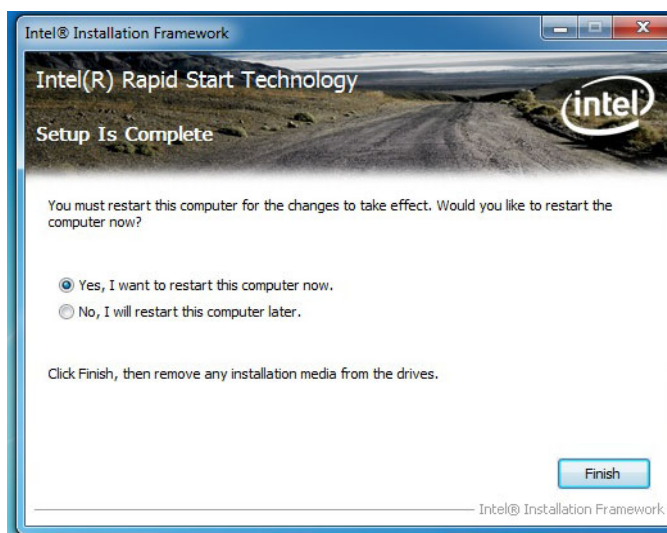 Intel® Installation Framework
Intel(R) Rapid Start Technology
intel
Setup Is Complete
You must restart this computer for the changes to take effect. Would you like to restart the
computer now?
Yes, I want to restart this computer now.
No, I will restart this computer later.
Click Finish, then remove any installation media from the drives.
Finish
Intel® Installation Framework